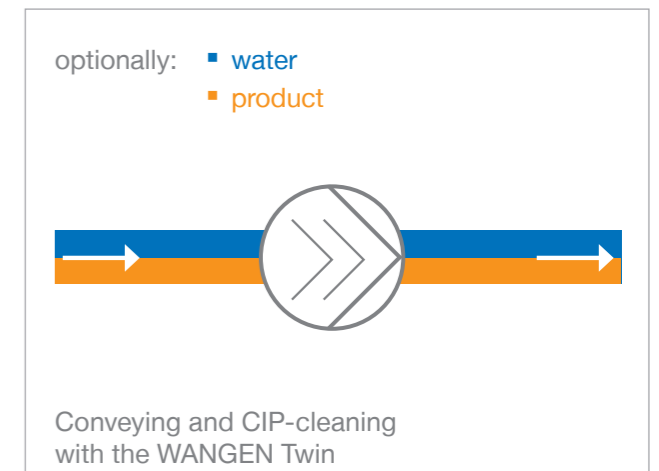 optionally: ▪ water
▪ product
Conveying and CIP-cleaning
with the WANGEN Twin